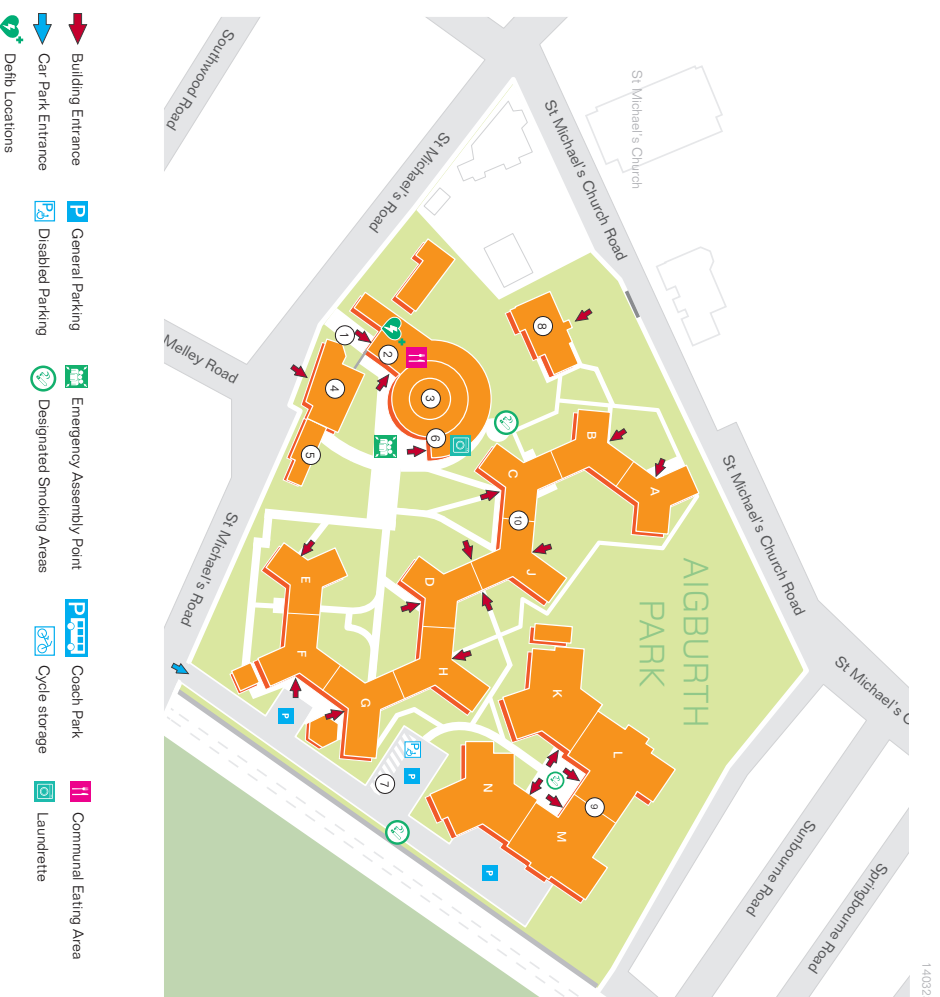 Building Entrance
Car Park Entrance
Defib Locations
P
General Parking
P
Disabled Parking
Emergency Assembly Point
Designated Smoking Areas
P
Coach Park
Cycle storage
Communal Eating Area
Laundrette
Southwood Road
St Michael's Road
St Michael's Church Road
St Michael's Church
Melley Road
St Michael's Road
St Michael's Church Road
St Michael's C
Sunbourne Road
Springbourne Road
AIGBURTH
PARK
1
2
3
4
5
6
7
8
9
10
A
B
C
D
E
F
G
H
J
K
L
M
N
P
P
P
P
14032